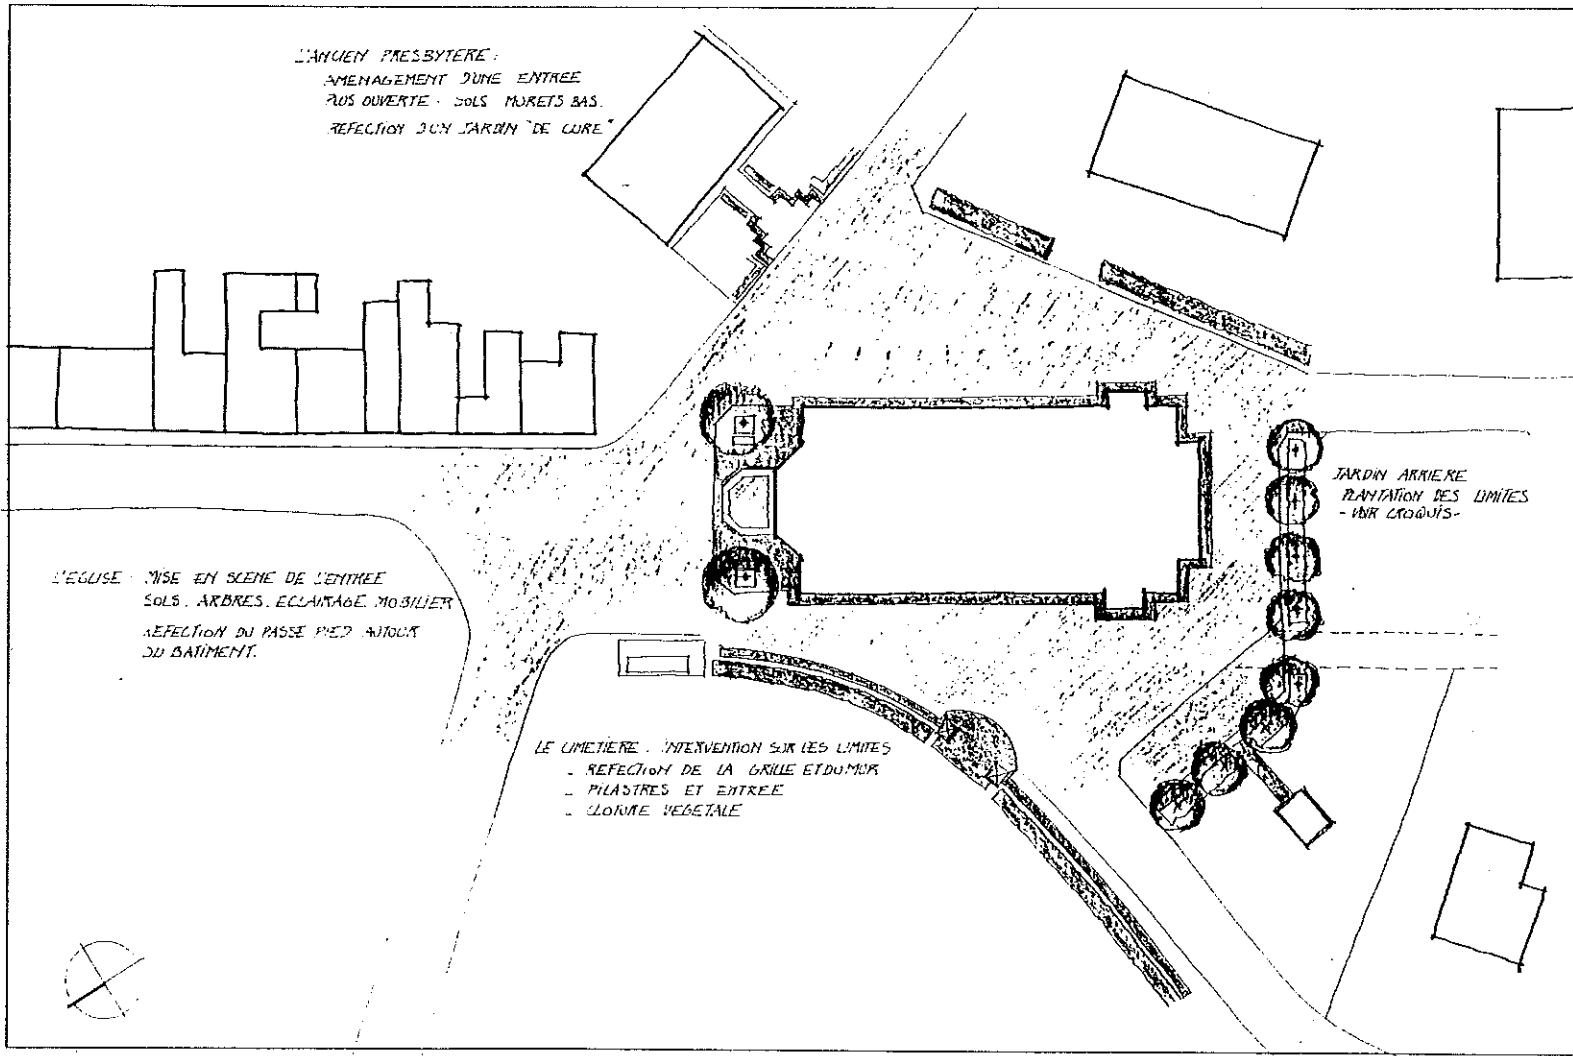 L'ANCIEN PRESBYTERE :
AMENAGEMENT D'UNE ENTREE
PLUS OUVERTE . SOLS MURETS BAS.
REFECTION D'UN JARDIN "DE CURE"
JARDIN ARRIERE
PLANTATION DES LIMITES
- VOIR CROQUIS -
L'EGLISE : MISE EN SCENE DE L'ENTREE
SOLS . ARBRES . ECLAIRAGE MOBILIER
REFECTION DU PASSE PIED AUTOUR
DU BATIMENT.
LE CIMETIERE . INTERVENTION SUR LES LIMITES
- REFECTION DE LA GRILLE ET DU MUR
- PILASTRES ET ENTREE
- CLOTURE VEGETALE